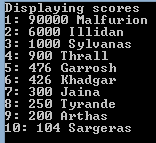 Displaying scores
1: 90000 Malfurion
2: 6000 Illidan
3: 1000 Sylvanas
4: 900 Thrall
5: 476 Garrosh
6: 426 Khadgar
7: 300 Jaina
8: 250 Tyrande
9: 200 Arthas
10: 104 Sargeras